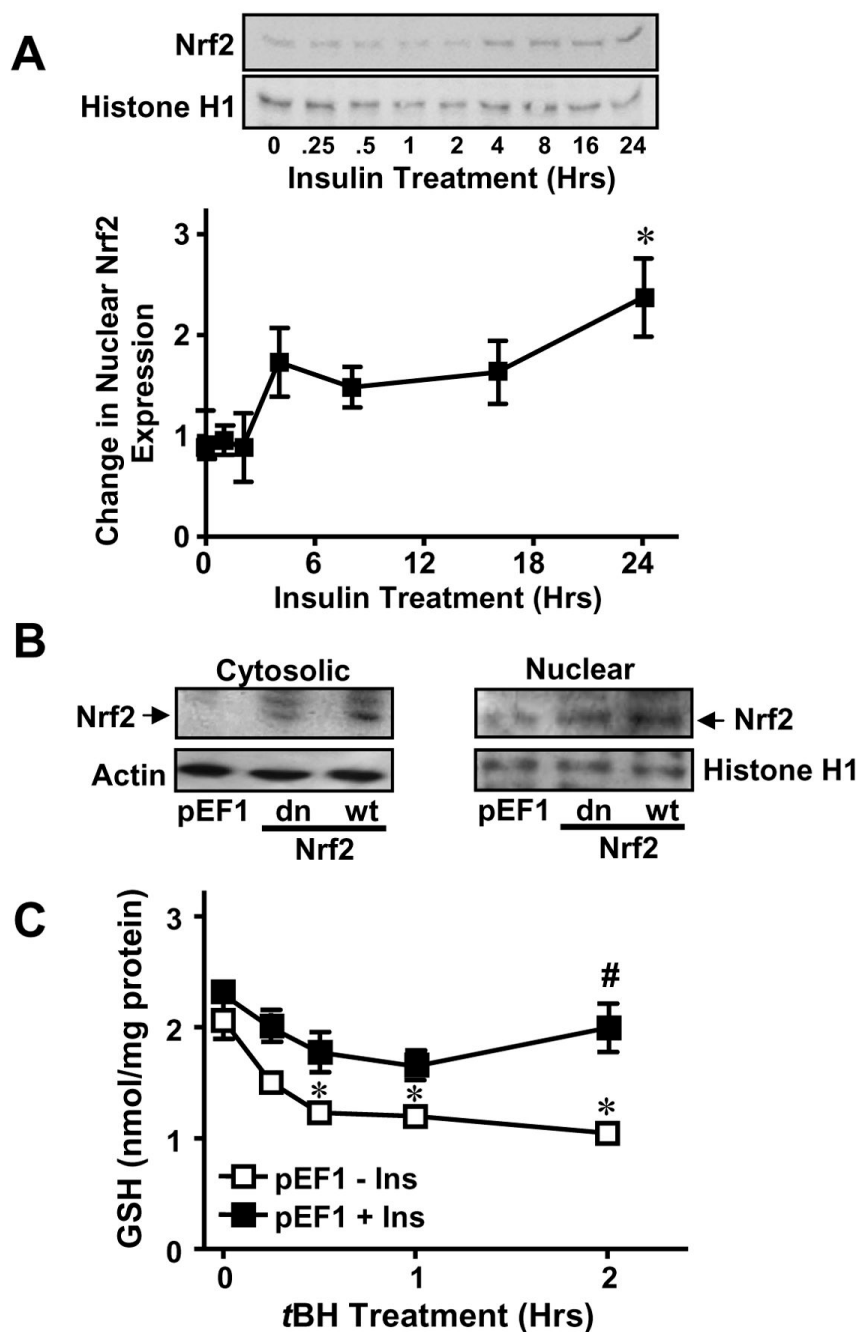 A
Nrf2
Histone H1
0 .25 .5 1 2 4 8 16 24
Insulin Treatment (Hrs)
Change in Nuclear Nrf2
Expression
3
*
2
1
0
0 6 12 18 24
Insulin Treatment (Hrs)
B
Cytosolic Nuclear
Nrf2 Nrf2
Actin Histone H1
pEF1 dn wt pEF1 dn wt
Nrf2 Nrf2
C
GSH (nmol/mg protein)
3
#
2
* * *
1
pEF1 - Ins
pEF1 + Ins
0
0 1 2
tBH Treatment (Hrs)